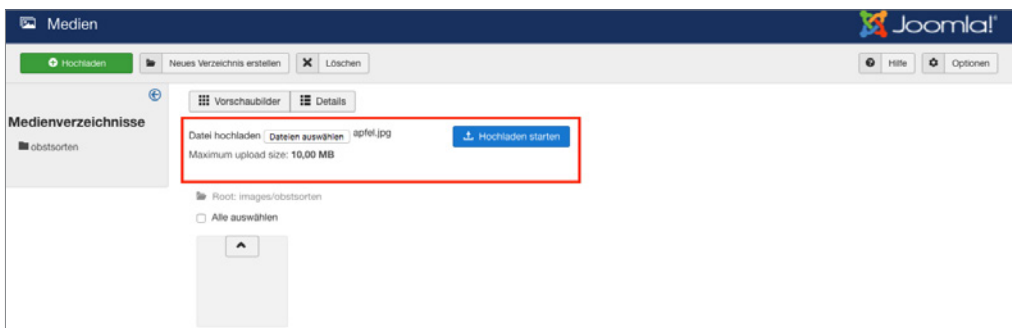 Medien
Joomla!
Hochladen Neues Verzeichnis erstellen Löschen Hilfe Optionen
Vorschaubilder Details
Medienverzeichnisse
obstsorten
Datei hochladen Dateien auswählen apfel.jpg Hochladen starten
Maximum upload size: 10,00 MB
Root: images/obstsorten
Alle auswählen